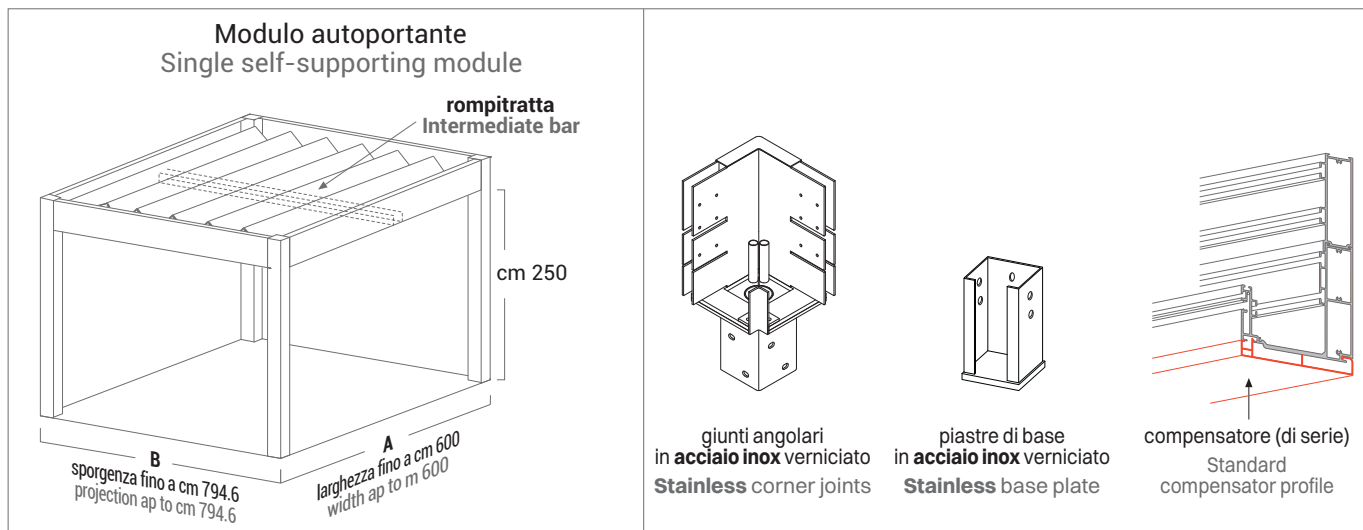 Modulo autoportante
Single self-supporting module
rompitratta
Intermediate bar
cm 250
A
larghezza fino a cm 600
width ap to m 600
B
sporgenza fino a cm 794.6
projection ap to cm 794.6
giunti angolari
in acciaio inox verniciato
Stainless corner joints
piastre di base
in acciaio inox verniciato
Stainless base plate
compensatore (di serie)
Standard
compensator profile